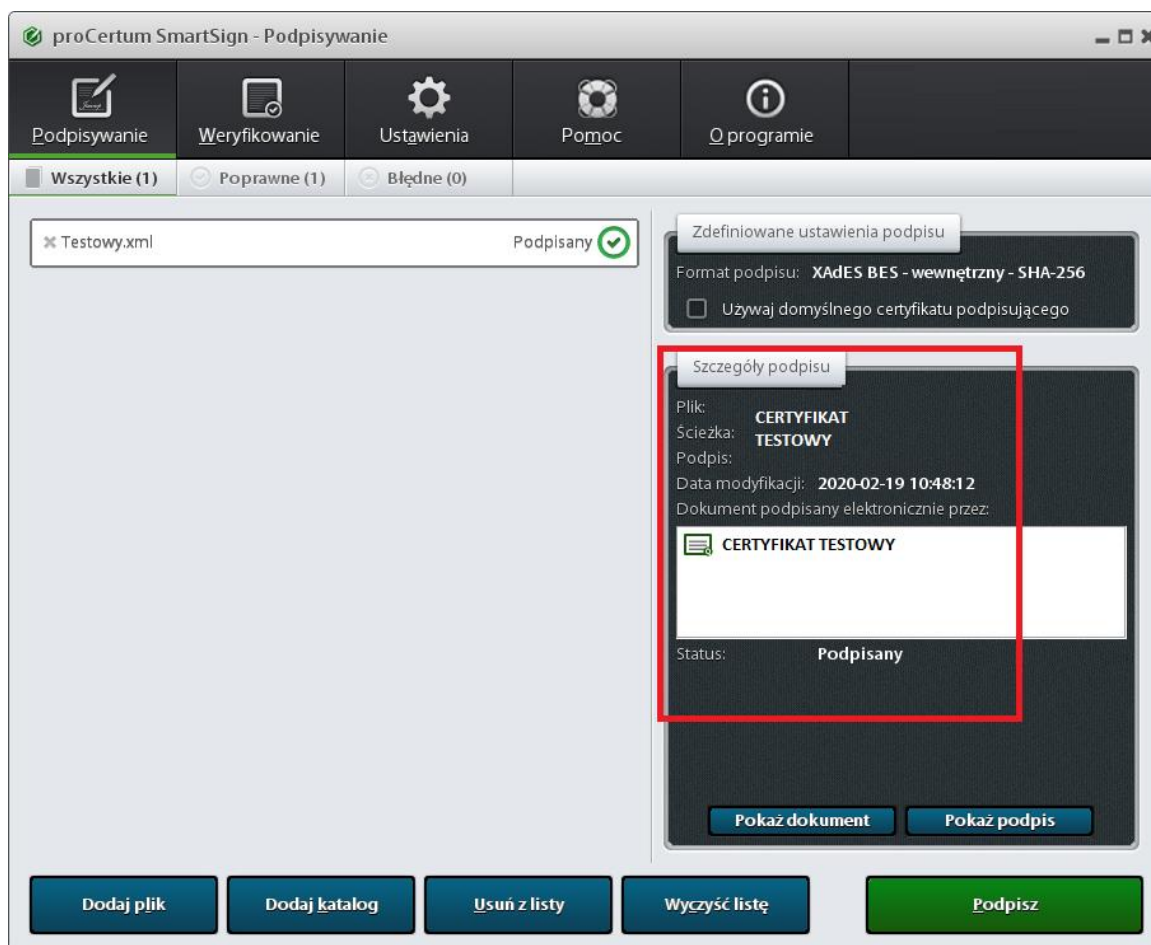 proCertum SmartSign - Podpisywanie
Podpisywanie Weryfikowanie Ustawienia Pomoc O programie
Wszystkie (1) Poprawne (1) Błędne (0)
Testowy.xml Podpisany
Zdefiniowane ustawienia podpisu
Format podpisu: XAdES BES - wewnętrzny - SHA-256
Używaj domyślnego certyfikatu podpisującego
Szczegóły podpisu
Plik: CERTYFIKAT
Ścieżka: TESTOWY
Podpis:
Data modyfikacji: 2020-02-19 10:48:12
Dokument podpisany elektronicznie przez:
CERTYFIKAT TESTOWY
Status: Podpisany
Pokaż dokument Pokaż podpis
Dodaj plik Dodaj katalog Usuń z listy Wyczyść listę Podpisz